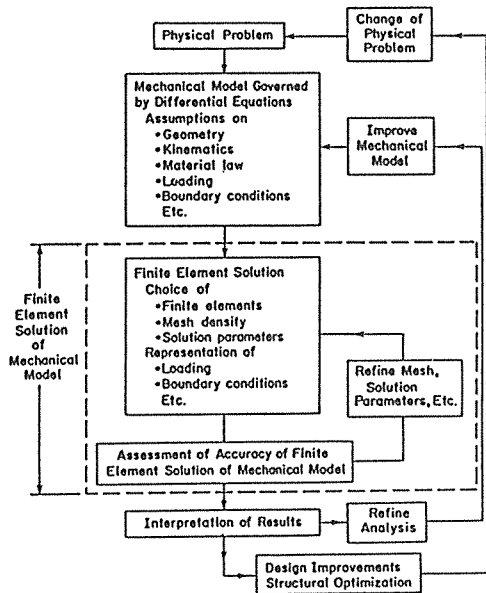 Physical Problem
Change of
Physical
Problem
Mechanical Model Governed
by Differential Equations
Assumptions on
•Geometry
•Kinematics
•Material law
•Loading
•Boundary conditions
Etc.
Improve
Mechanical
Model
Finite
Element
Solution
of
Mechanical
Model
Finite Element Solution
Choice of
•Finite elements
•Mesh density
•Solution parameters
Representation of
•Loading
•Boundary conditions
Etc.
Refine Mesh,
Solution
Parameters, Etc.
Assessment of Accuracy of Finite
Element Solution of Mechanical Model
Interpretation of Results
Refine
Analysis
Design Improvements
Structural Optimization